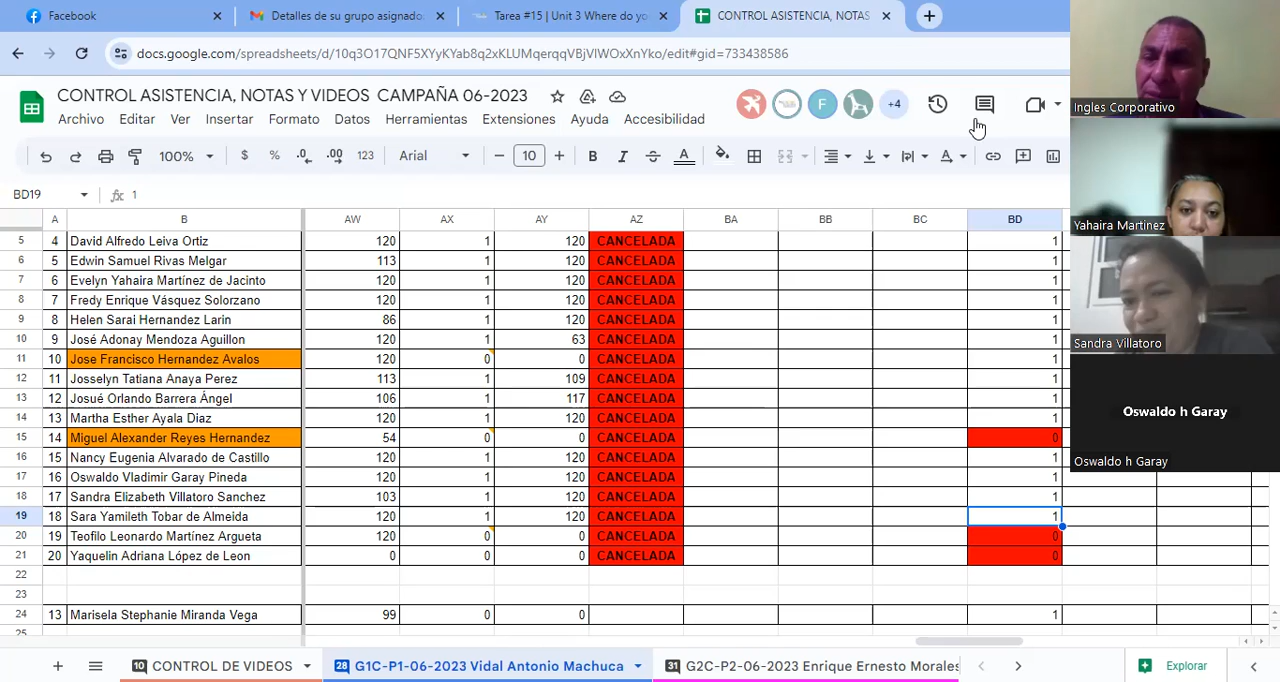 Facebook
Detalles de su grupo asignado
Tarea #15 | Unit 3 Where do yo
CONTROL ASISTENCIA, NOTAS
docs.google.com/spreadsheets/d/10q3O17QNF5XYyKYab8q2xKLUMqerqqVBjVlWOxXnYko/edit#gid=733438586
CONTROL ASISTENCIA, NOTAS Y VIDEOS CAMPAÑA 06-2023
F +4
Archivo Editar Ver Insertar Formato Datos Herramientas Extensiones Ayuda Accesibilidad
100% $ % .0 .00 123 Arial 10 B I A
BD19 fx 1
A B AW AX AY AZ BA BB BC BD
5 4 David Alfredo Leiva Ortiz 120 1 120 CANCELADA 1
6 5 Edwin Samuel Rivas Melgar 113 1 120 CANCELADA 1
7 6 Evelyn Yahaira Martínez de Jacinto 120 1 120 CANCELADA 1
8 7 Fredy Enrique Vásquez Solorzano 120 1 120 CANCELADA 1
9 8 Helen Sarai Hernandez Larin 86 1 120 CANCELADA 1
10 9 José Adonay Mendoza Aguillon 120 1 63 CANCELADA 1
11 10 Jose Francisco Hernandez Avalos 120 0 0 CANCELADA 1
12 11 Josselyn Tatiana Anaya Perez 113 1 109 CANCELADA 1
13 12 Josué Orlando Barrera Ángel 106 1 117 CANCELADA 1
14 13 Martha Esther Ayala Diaz 120 1 120 CANCELADA 1
15 14 Miguel Alexander Reyes Hernandez 54 0 0 CANCELADA 0
16 15 Nancy Eugenia Alvarado de Castillo 120 1 120 CANCELADA 1
17 16 Oswaldo Vladimir Garay Pineda 120 1 120 CANCELADA 1
18 17 Sandra Elizabeth Villatoro Sanchez 103 1 120 CANCELADA 1
19 18 Sara Yamileth Tobar de Almeida 120 1 120 CANCELADA 1
20 19 Teofilo Leonardo Martínez Argueta 120 0 0 CANCELADA 0
21 20 Yaquelin Adriana López de Leon 0 0 0 CANCELADA 0
22
23
24 13 Marisela Stephanie Miranda Vega 99 0 0 1
25
10 CONTROL DE VIDEOS 28 G1C-P1-06-2023 Vidal Antonio Machuca 31 G2C-P2-06-2023 Enrique Ernesto Morales Explorar
Ingles Corporativo
Yahaira Martinez
Sandra Villatoro
Oswaldo h Garay
Oswaldo h Garay